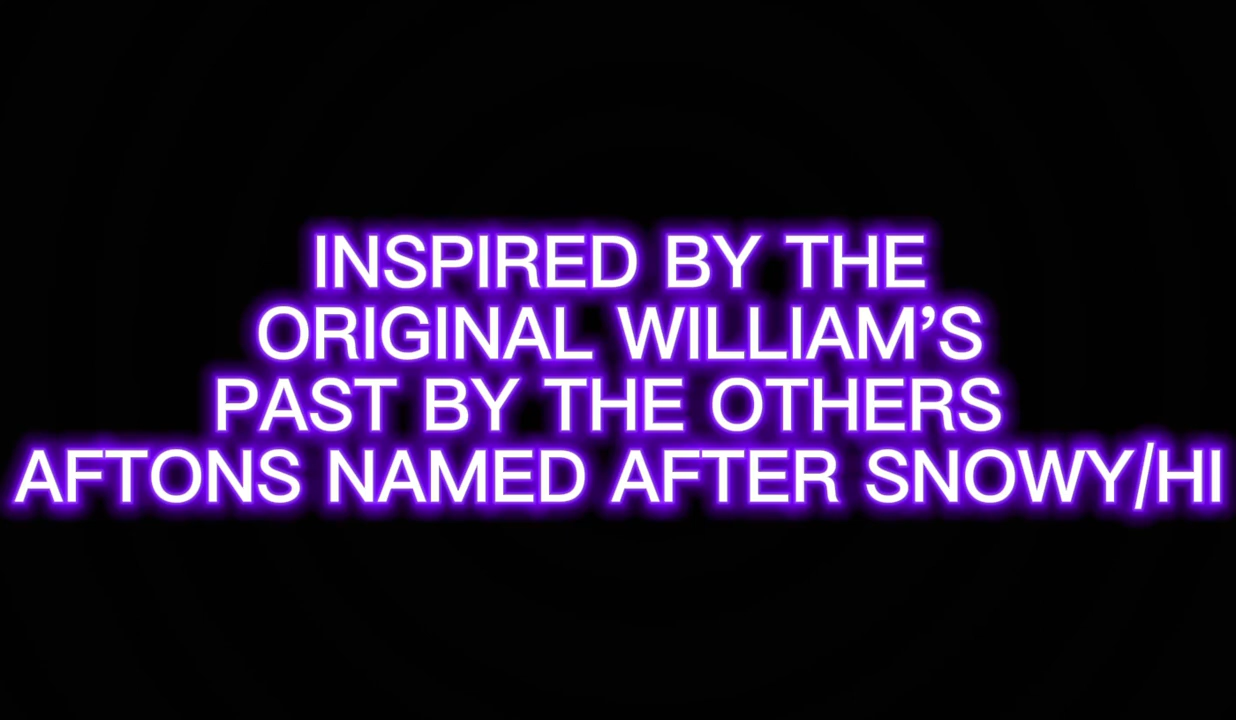 INSPIRED BY THE
ORIGINAL WILLIAM’S
PAST BY THE OTHERS
AFTONS NAMED AFTER SNOWY/HI